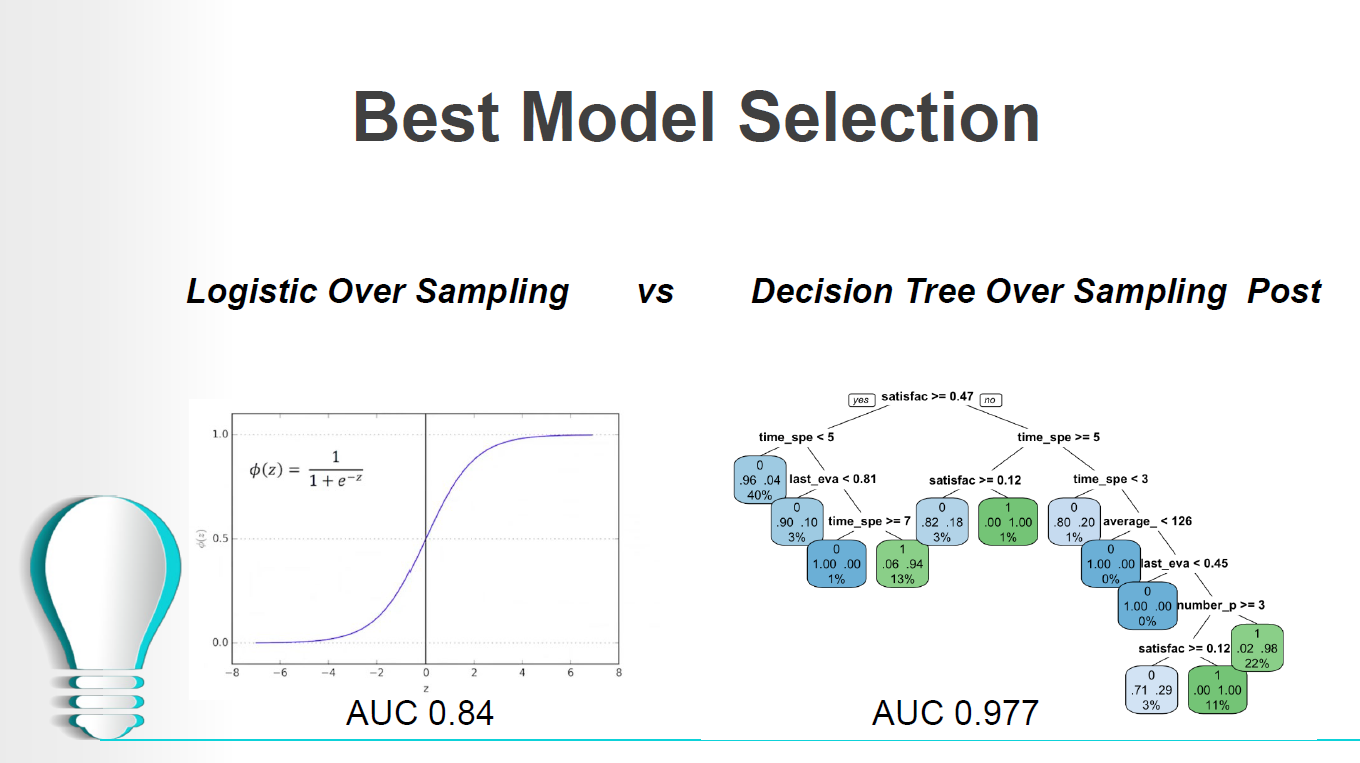 Best Model Selection
Logistic Over Sampling vs Decision Tree Over Sampling Post
1.0
0.5
0.0
ϕ(z)
ϕ(z) = 1 / 1 + e^−z
−8 −6 −4 −2 0 2 4 6 8
z
AUC 0.84
yes satisfac >= 0.47 no
time_spe < 5
time_spe >= 5
0
.96 .04
40%
last_eva < 0.81
satisfac >= 0.12
time_spe < 3
0
.90 .10
3%
time_spe >= 7
0
.82 .18
3%
1
.00 1.00
1%
0
.80 .20
1%
average_ < 126
0
1.00 .00
1%
1
.06 .94
13%
0
1.00 .00
0%
last_eva < 0.45
0
1.00 .00
0%
number_p >= 3
satisfac >= 0.12
1
.02 .98
22%
0
.71 .29
3%
1
.00 1.00
11%
AUC 0.977